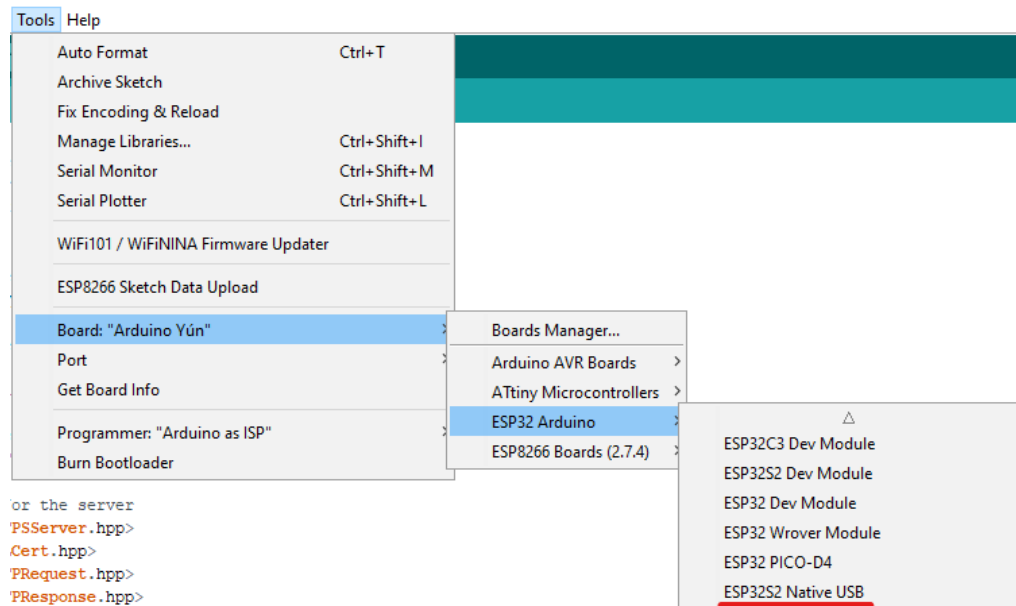 Tools Help
Auto Format Ctrl+T
Archive Sketch
Fix Encoding & Reload
Manage Libraries... Ctrl+Shift+I
Serial Monitor Ctrl+Shift+M
Serial Plotter Ctrl+Shift+L
WiFi101 / WiFiNINA Firmware Updater
ESP8266 Sketch Data Upload
Board: "Arduino Yún"
Port
Get Board Info
Programmer: "Arduino as ISP"
Burn Bootloader
Boards Manager...
Arduino AVR Boards
ATtiny Microcontrollers
ESP32 Arduino
ESP8266 Boards (2.7.4)
ESP32C3 Dev Module
ESP32S2 Dev Module
ESP32 Dev Module
ESP32 Wrover Module
ESP32 PICO-D4
ESP32S2 Native USB
or the server
PSServer.hpp>
Cert.hpp>
PRequest.hpp>
PResponse.hpp>